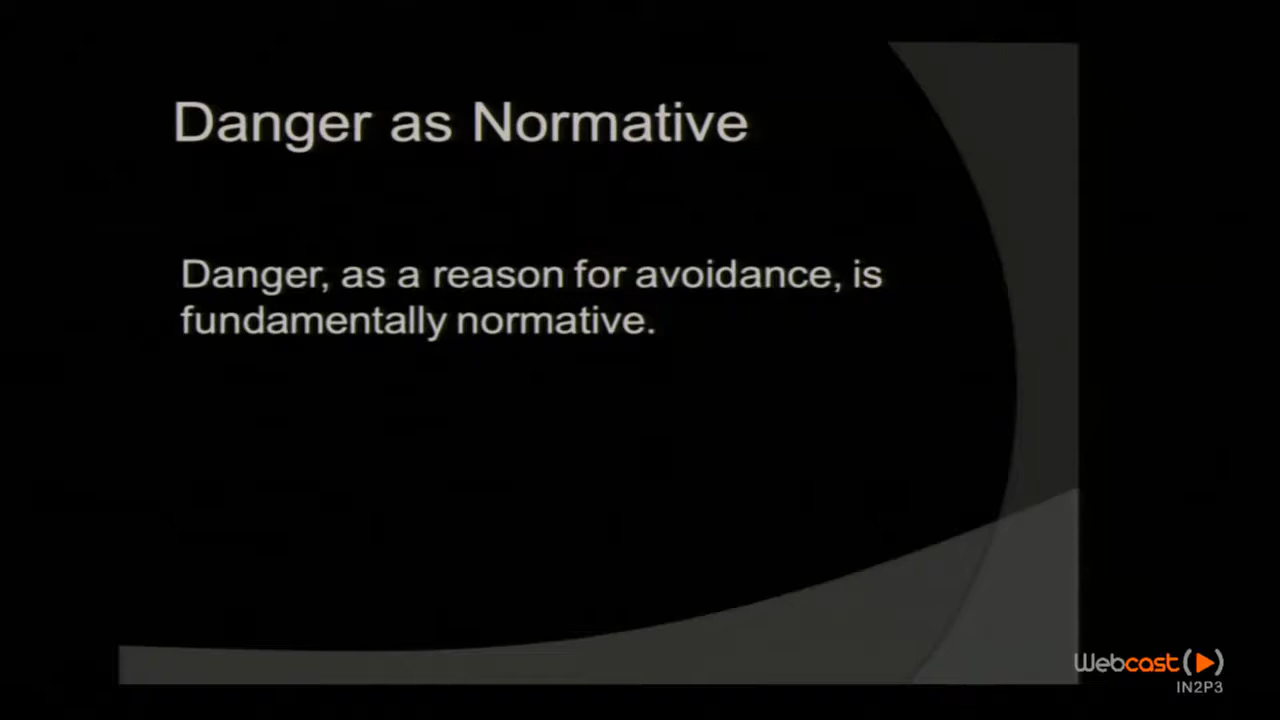 Danger as Normative
Danger, as a reason for avoidance, is
fundamentally normative.
Webcast
IN2P3